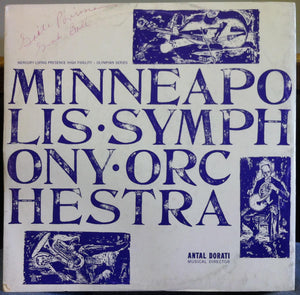 MERCURY LIVING PRESENCE HIGH FIDELITY • OLYMPIAN SERIES
MINNEAPO
LIS•SYMPH
ONY•ORC
HESTRA
ANTAL DORATI
MUSICAL DIRECTOR